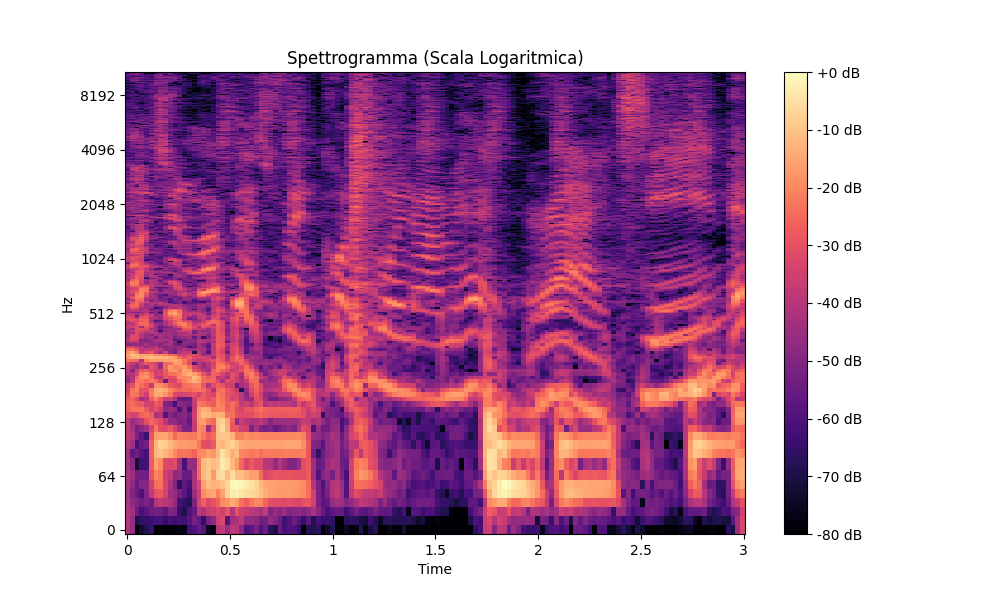 Spettrogramma (Scala Logaritmica)
Hz
8192
4096
2048
1024
512
256
128
64
0
0
0.5
1
1.5
2
2.5
3
Time
+0 dB
-10 dB
-20 dB
-30 dB
-40 dB
-50 dB
-60 dB
-70 dB
-80 dB